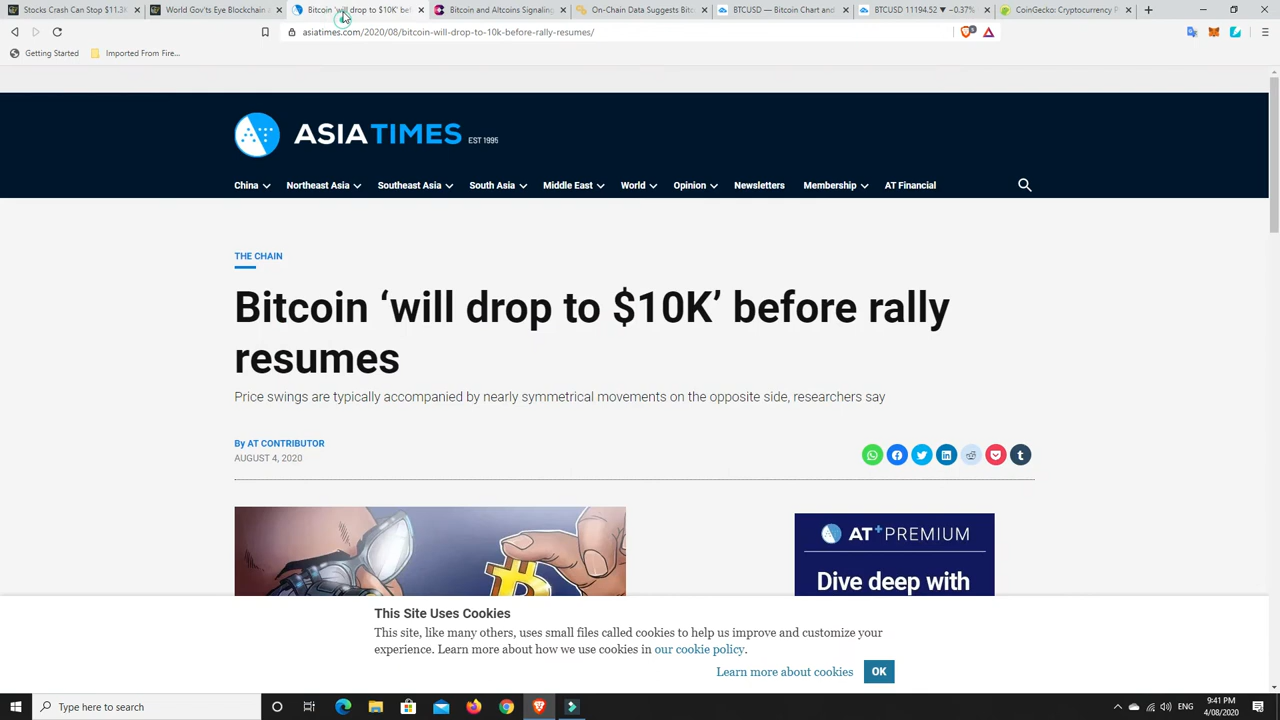 Stocks Crash Can Stop $11.3K
World Gov'ts Eye Blockchain a
Bitcoin 'will drop to $10K' bef
Bitcoin and Altcoins Signaling
On-Chain Data Suggests Bitc
BTCUSD — Bitcoin Chart and
BTCUSD 11194.52 ▼ −0.37%
CoinGecko: Cryptocurrency P
asiatimes.com/2020/08/bitcoin-will-drop-to-10k-before-rally-resumes/
Getting Started
Imported From Fire...
ASIA TIMES EST 1995
China
Northeast Asia
Southeast Asia
South Asia
Middle East
World
Opinion
Newsletters
Membership
AT Financial
THE CHAIN
Bitcoin ‘will drop to $10K’ before rally
resumes
Price swings are typically accompanied by nearly symmetrical movements on the opposite side, researchers say
By AT CONTRIBUTOR
AUGUST 4, 2020
AT+ PREMIUM
Dive deep with
This Site Uses Cookies
This site, like many others, uses small files called cookies to help us improve and customize your
experience. Learn more about how we use cookies in our cookie policy.
Learn more about cookies
OK
Type here to search
ENG
9:41 PM
4/08/2020